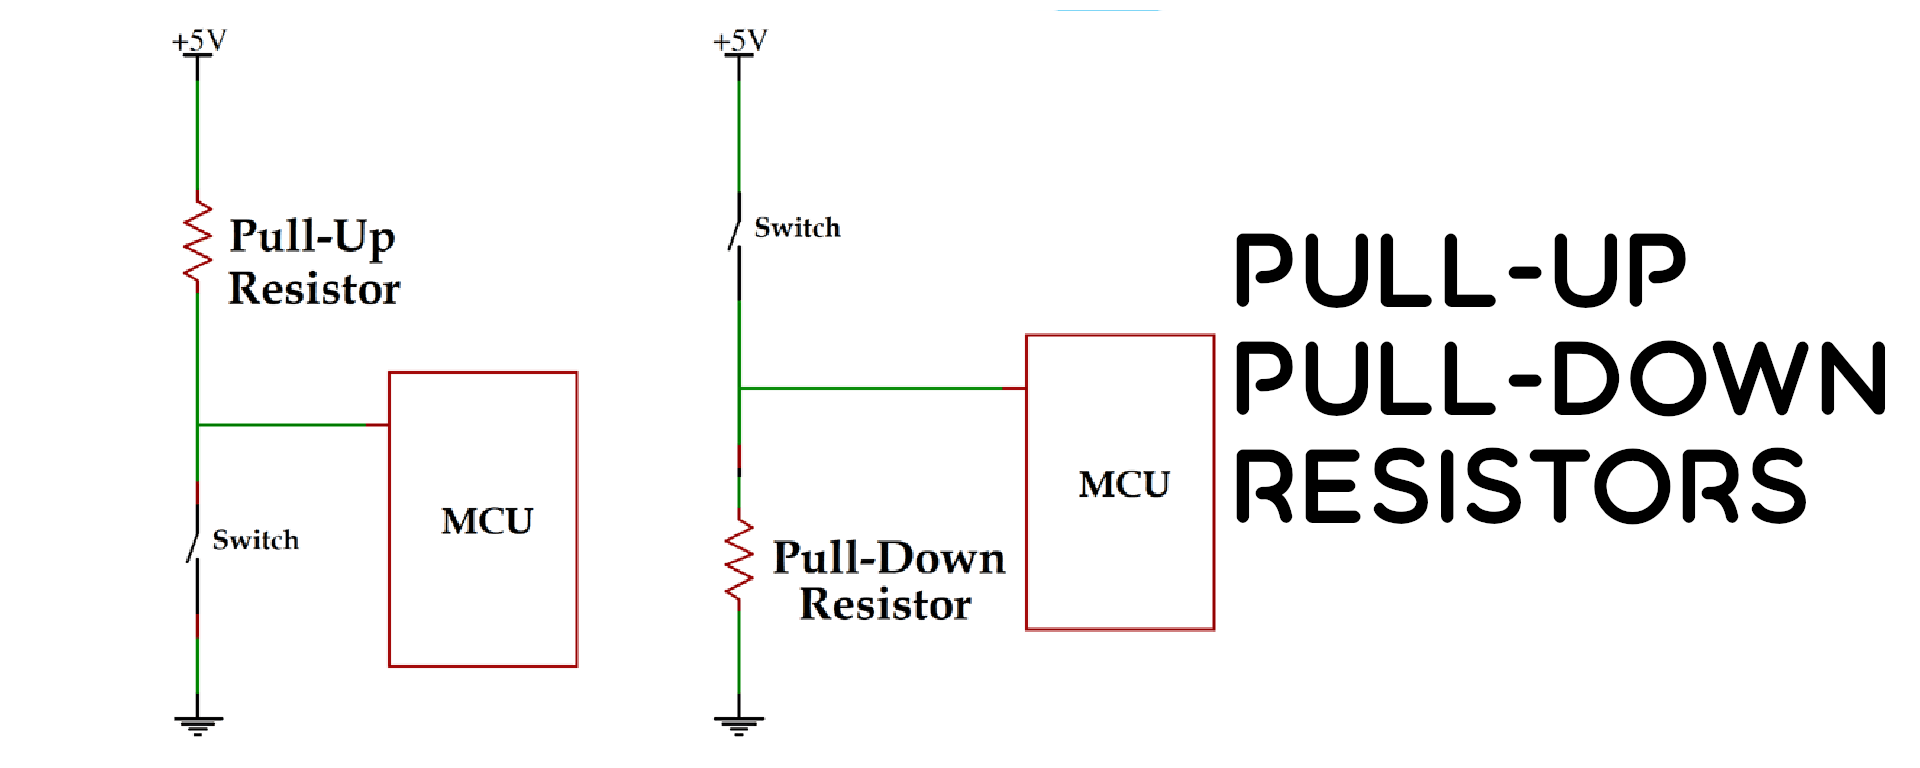 +5V
Pull-Up
Resistor
Switch
MCU
+5V
Switch
MCU
Pull-Down
Resistor
PULL-UP
PULL-DOWN
RESISTORS